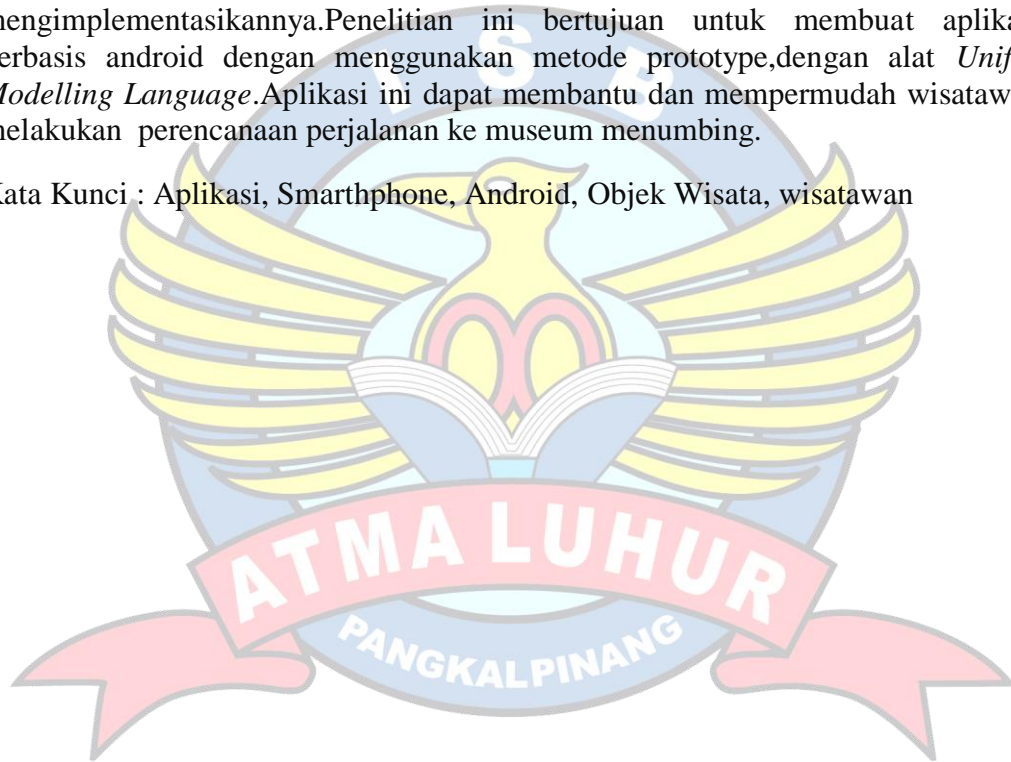 mengimplementasikannya.Penelitian ini bertujuan untuk membuat aplika
berbasis android dengan menggunakan metode prototype,dengan alat Unif
Modelling Language.Aplikasi ini dapat membantu dan mempermudah wisataw
melakukan perencanaan perjalanan ke museum menumbing.
Kata Kunci : Aplikasi, Smarthphone, Android, Objek Wisata, wisatawan
I S B
ATMA LUHUR
PANGKALPINANG